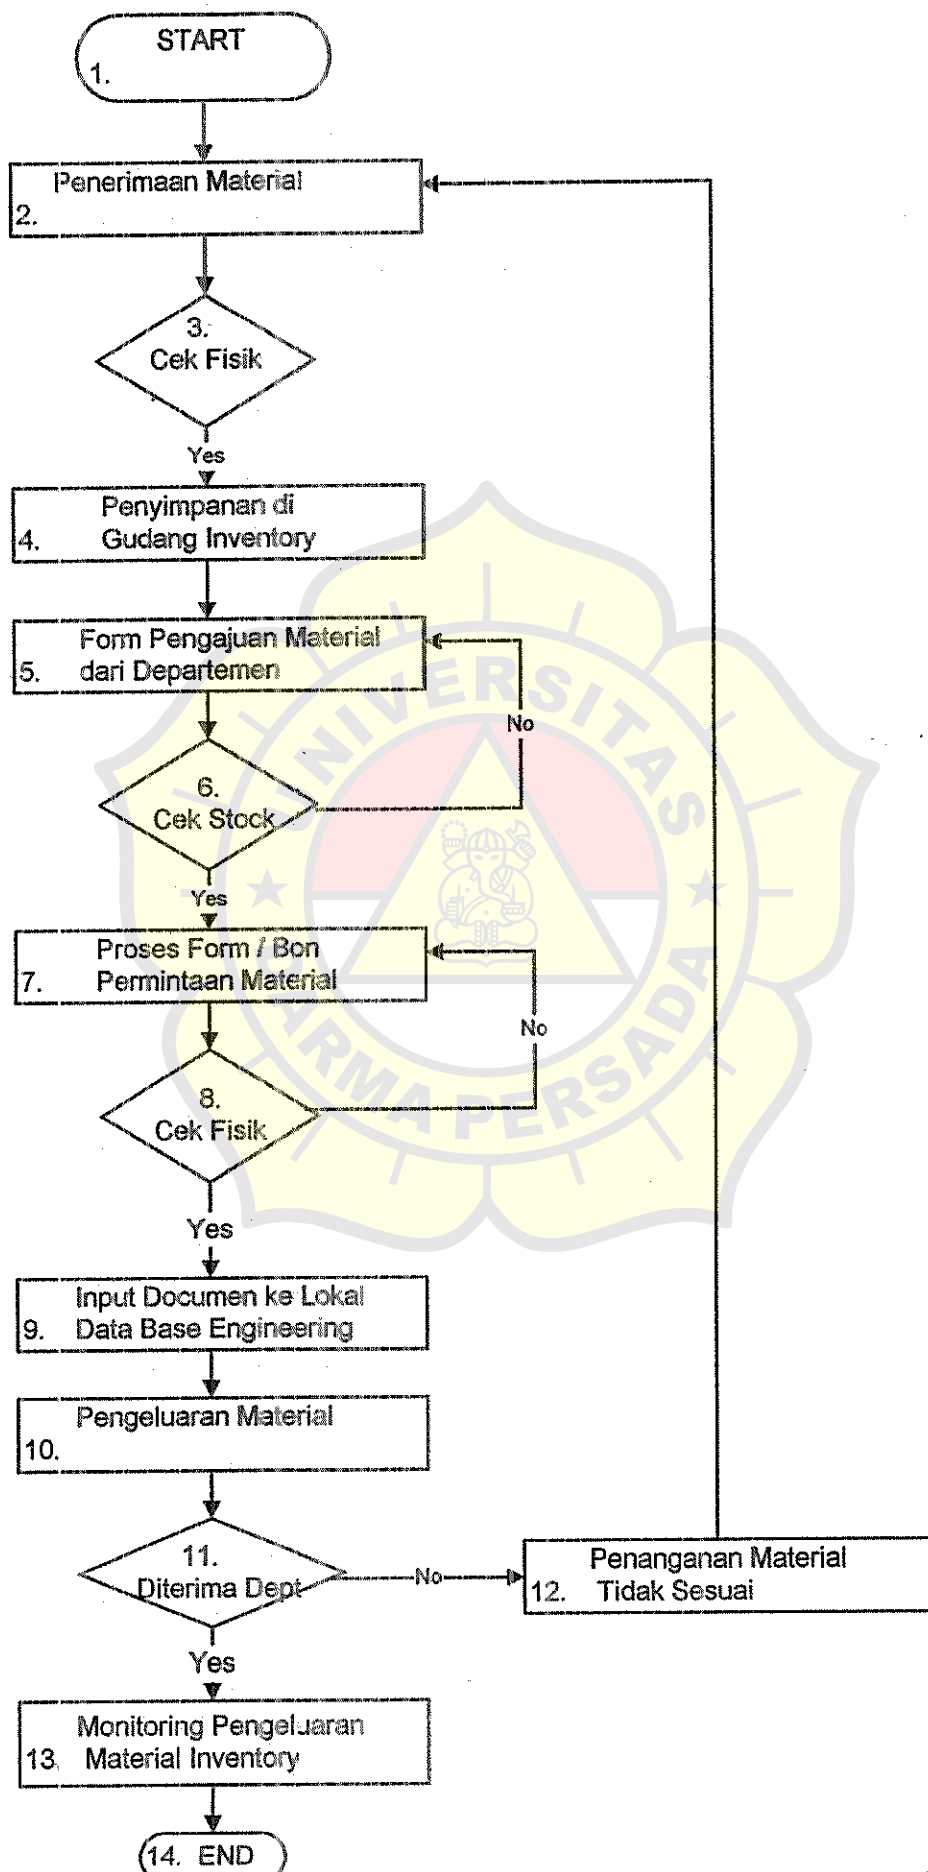 START
1.
Penerimaan Material
2.
3.
Cek Fisik
Yes
Penyimpanan di
4. Gudang Inventory
Form Pengajuan Material
5. dari Departemen
No
6.
Cek Stock
Yes
Proses Form / Bon
7. Permintaan Material
No
8.
Cek Fisik
Yes
Input Documen ke Lokal
9. Data Base Engineering
Pengeluaran Material
10.
11.
Diterima Dept
No
Penanganan Material
12. Tidak Sesuai
Yes
Monitoring Pengeluaran
13. Material Inventory
14. END
UNIVERSITAS
DARMA PERSADA